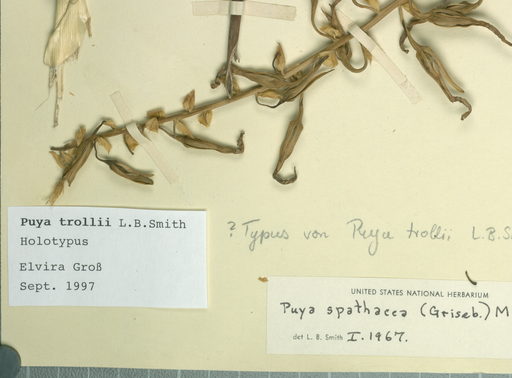 Puya trollii L.B.Smith
Holotypus
Elvira Groß
Sept. 1997
? Typus von Puya trollii L.B.S
UNITED STATES NATIONAL HERBARIUM
Puya spathacea (Griseb.) M
det L. B. Smith I. 1967.